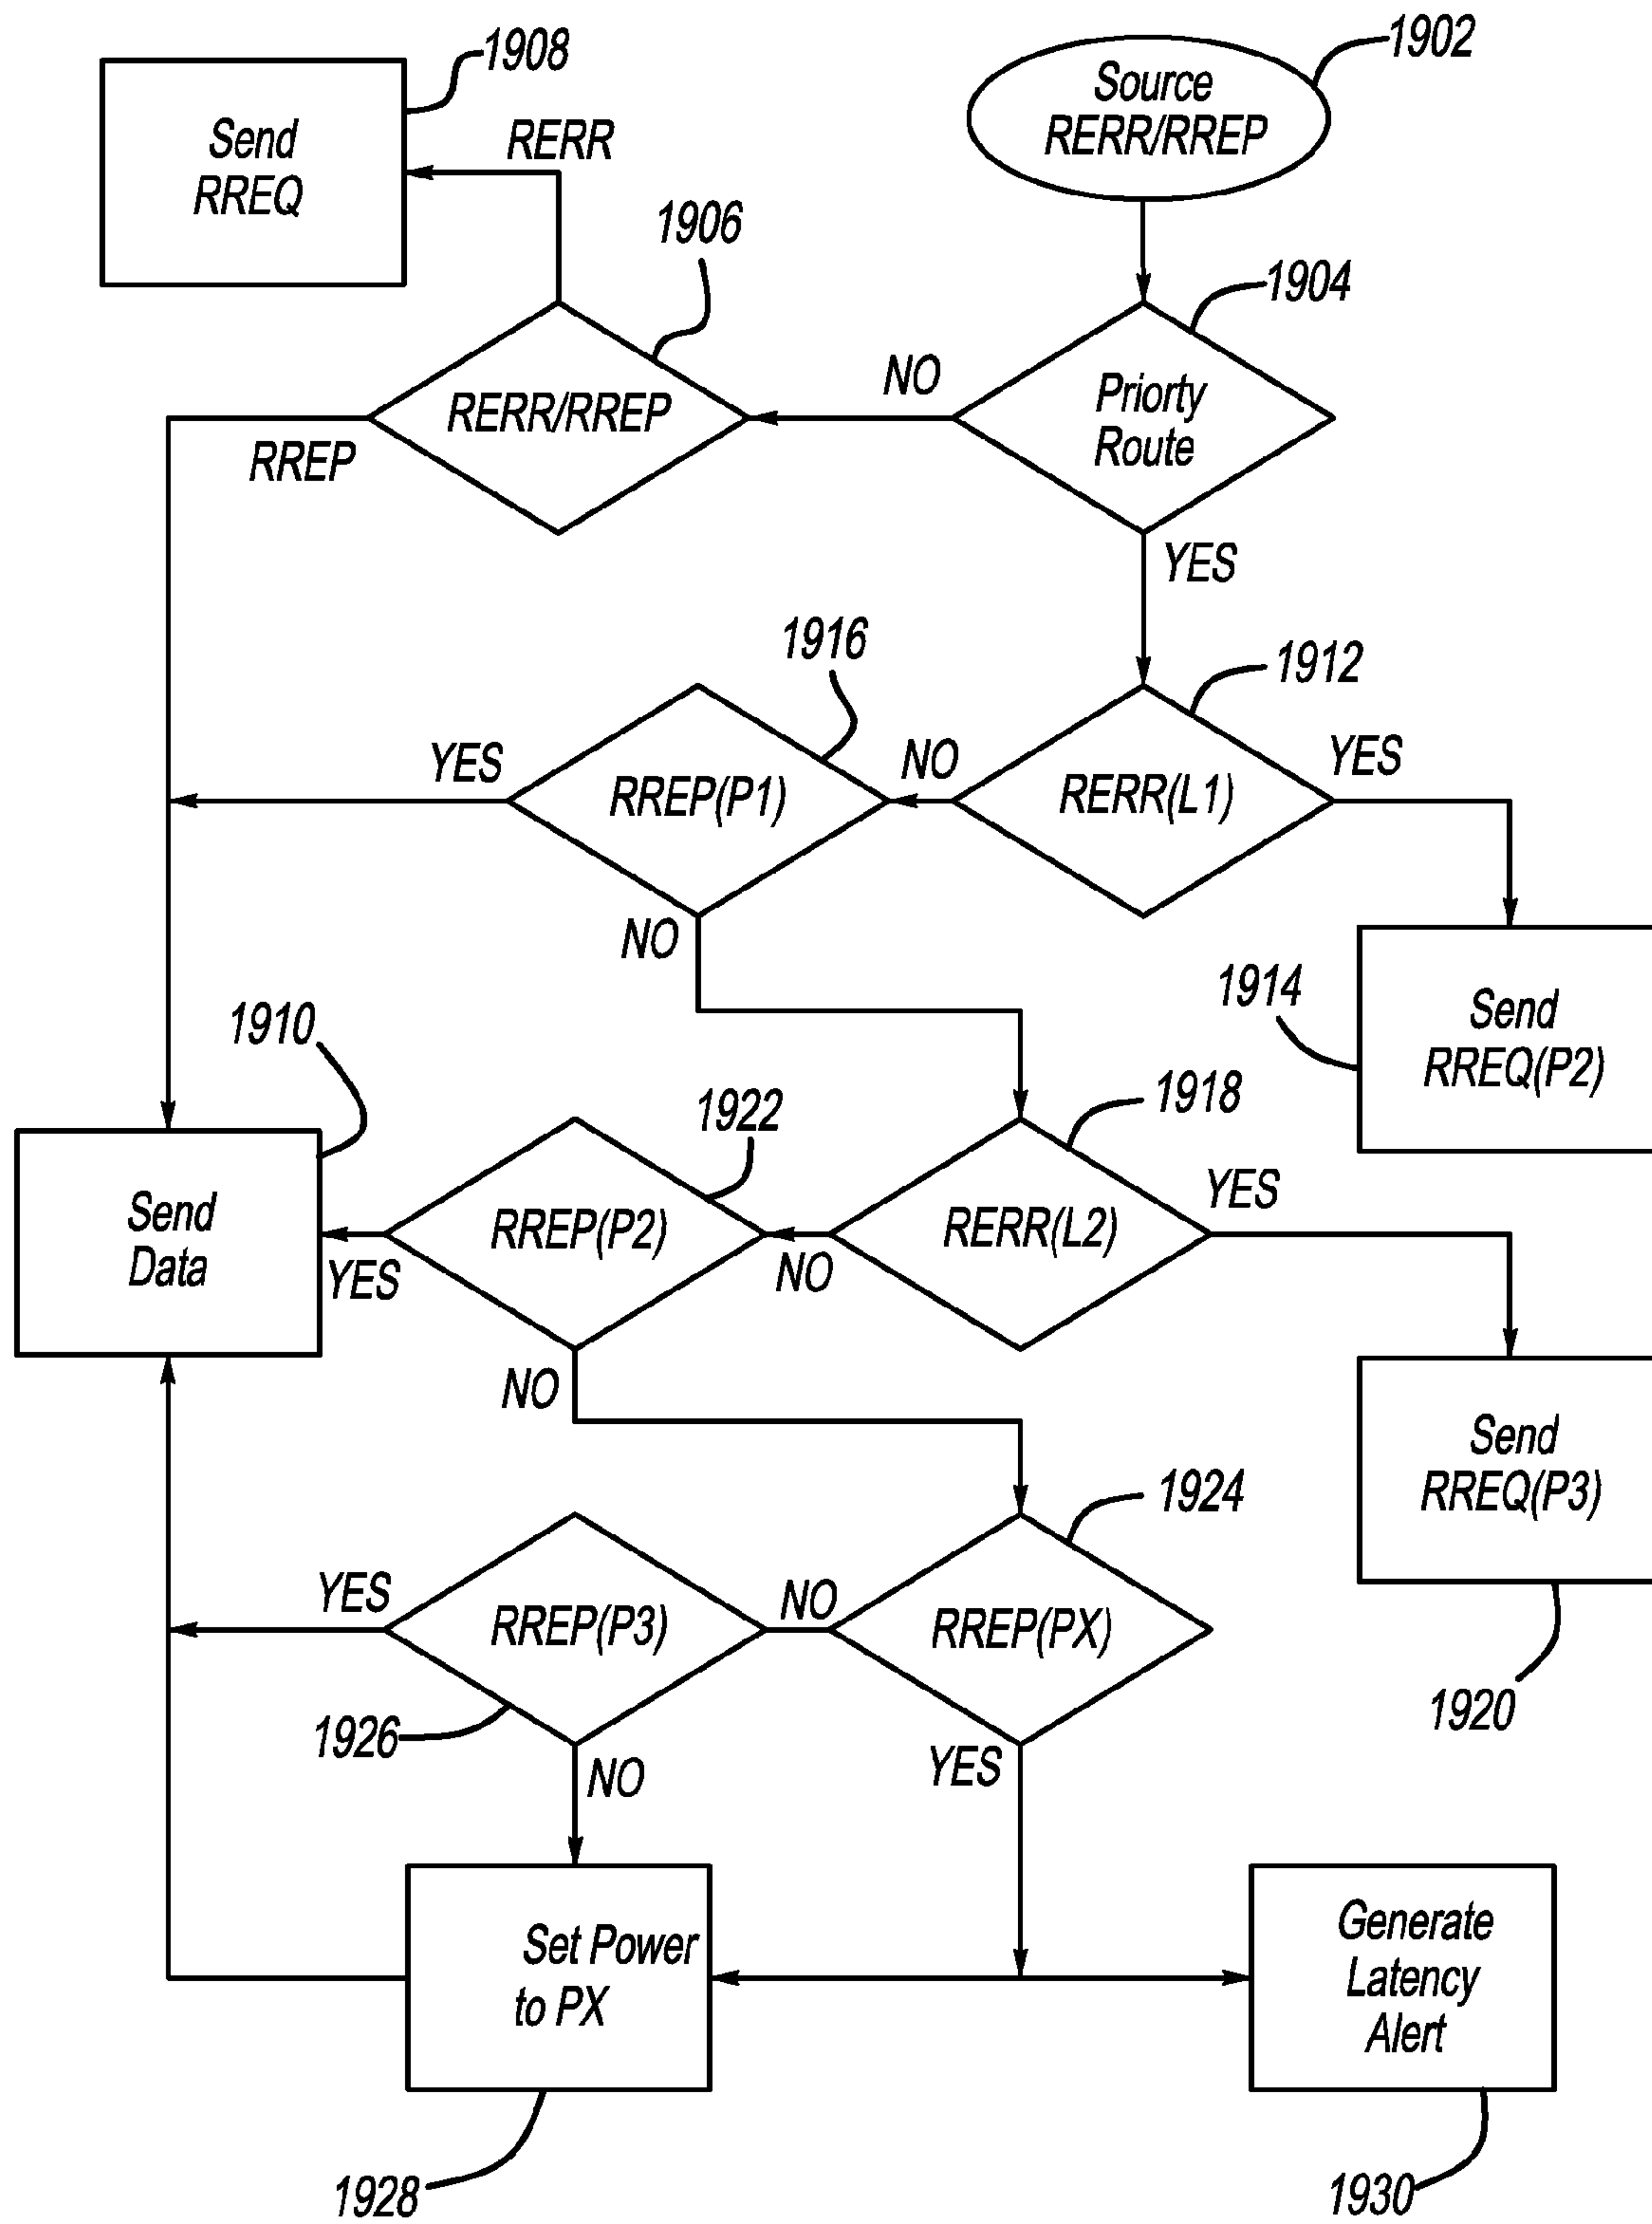 1908
Send
RREQ
RERR
1906
1902
Source
RERR/RREP
1904
NO
Priorty
Route
RERR/RREP
RREP
YES
1916
1912
YES
RREP(P1)
NO
RERR(L1)
YES
NO
1914
Send
RREQ(P2)
1910
1922
1918
Send
Data
YES
RREP(P2)
NO
RERR(L2)
YES
NO
1924
Send
RREQ(P3)
1920
YES
RREP(P3)
NO
RREP(PX)
1926
NO
YES
Set Power
to PX
Generate
Latency
Alert
1928
1930